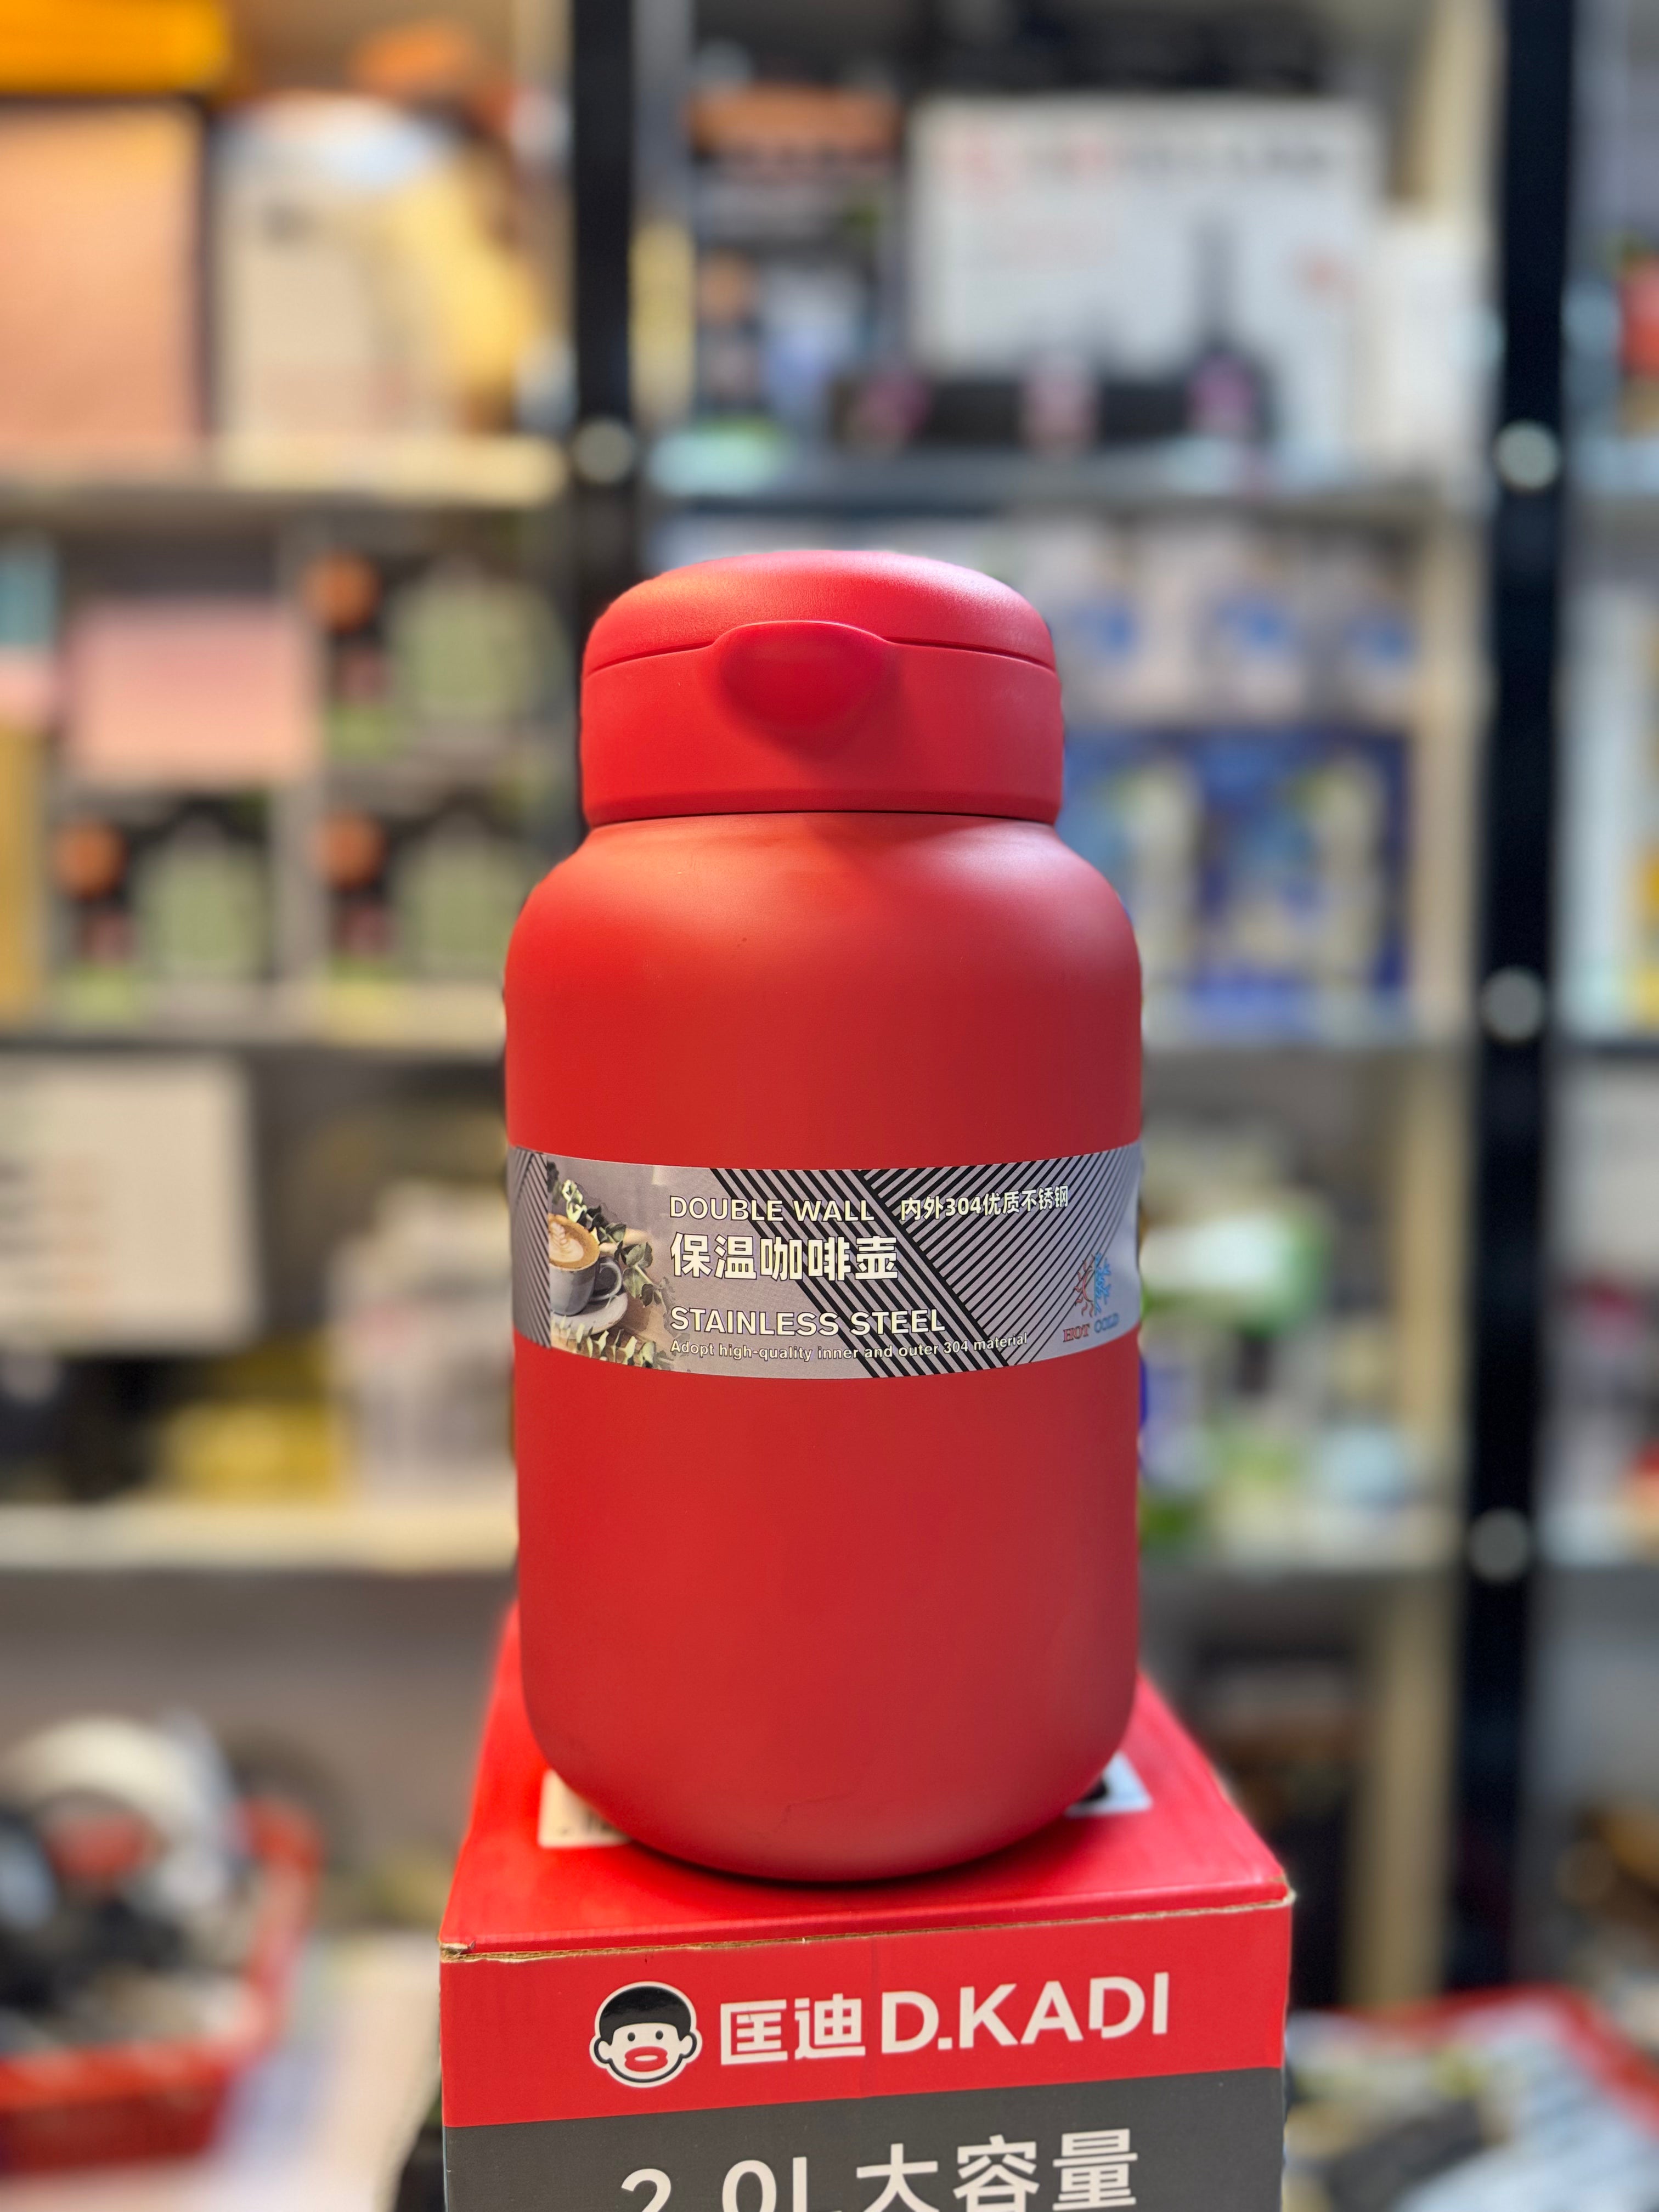 DOUBLE WALL 内外304优质不锈钢
保温咖啡壶
STAINLESS STEEL
Adopt high-quality inner and outer 304 material
HOT COLD
匡迪 D.KADI
2.0L大容量